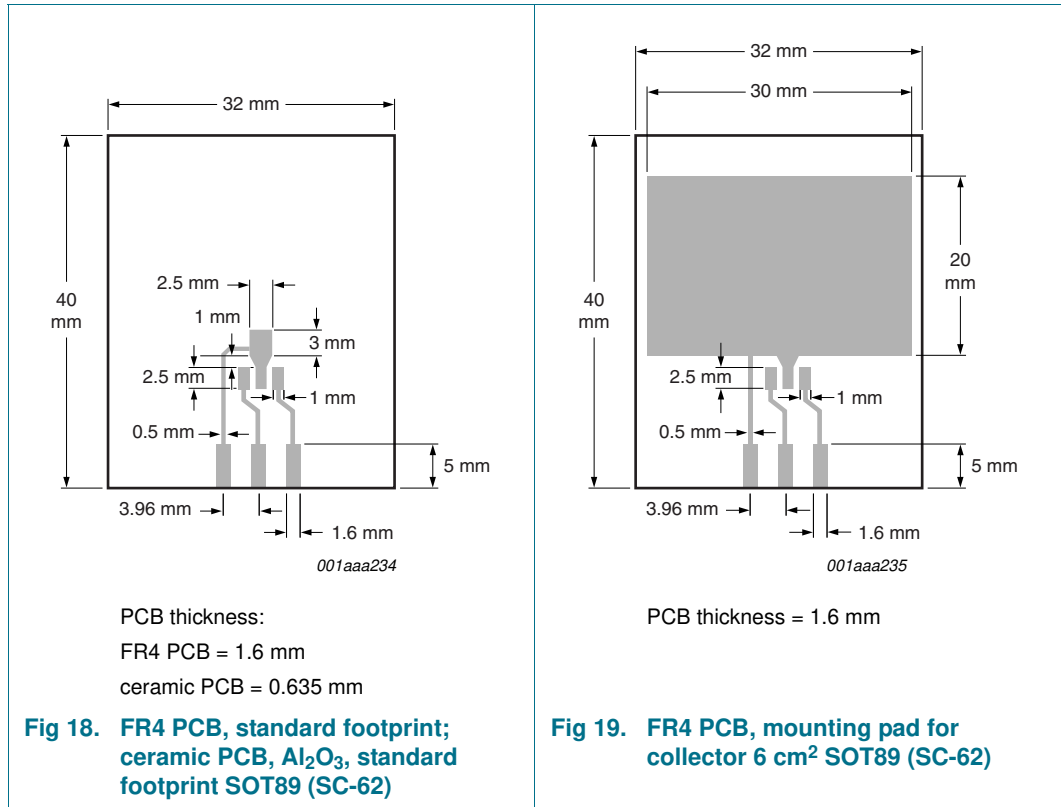 32 mm
40
mm
2.5 mm
1 mm
3 mm
2.5 mm
1 mm
0.5 mm
5 mm
3.96 mm
1.6 mm
001aaa234
PCB thickness:
FR4 PCB = 1.6 mm
ceramic PCB = 0.635 mm
Fig 18. FR4 PCB, standard footprint;
ceramic PCB, Al2O3, standard
footprint SOT89 (SC-62)
32 mm
30 mm
40
mm
20
mm
2.5 mm
1 mm
0.5 mm
5 mm
3.96 mm
1.6 mm
001aaa235
PCB thickness = 1.6 mm
Fig 19. FR4 PCB, mounting pad for
collector 6 cm2 SOT89 (SC-62)